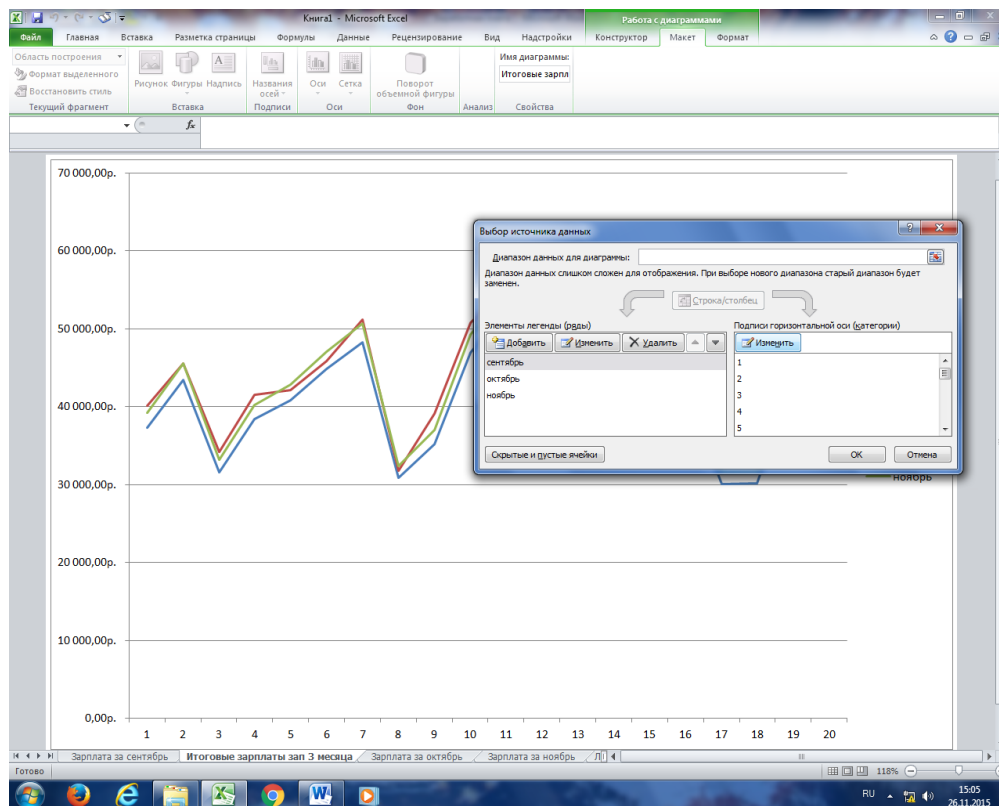 Книга1 - Microsoft Excel
Работа с диаграммами
Файл Главная Вставка Разметка страницы Формулы Данные Рецензирование Вид Надстройки Конструктор Макет Формат
Область построения
Формат выделенного
Восстановить стиль
Текущий фрагмент
Рисунок Фигуры Надпись
Вставка
Названия осей
Подписи
Оси Сетка
Оси
Поворот объемной фигуры
Фон
Анализ
Имя диаграммы:
Итоговые зарпл
Свойства
fx
70 000,00р.
60 000,00р.
50 000,00р.
40 000,00р.
30 000,00р.
20 000,00р.
10 000,00р.
0,00р.
1 2 3 4 5 6 7 8 9 10 11 12 13 14 15 16 17 18 19 20
ноябрь
Выбор источника данных
Диапазон данных для диаграммы:
Диапазон данных слишком сложен для отображения. При выборе нового диапазона старый диапазон будет
заменен.
Строка/столбец
Элементы легенды (ряды)
Добавить Изменить Удалить
сентябрь
октябрь
ноябрь
Подписи горизонтальной оси (категории)
Изменить
1
2
3
4
5
Скрытые и пустые ячейки
ОК Отмена
Зарплата за сентябрь Итоговые зарплаты зап 3 месяца Зарплата за октябрь Зарплата за ноябрь
Готово
118%
RU
15:05
26.11.2015